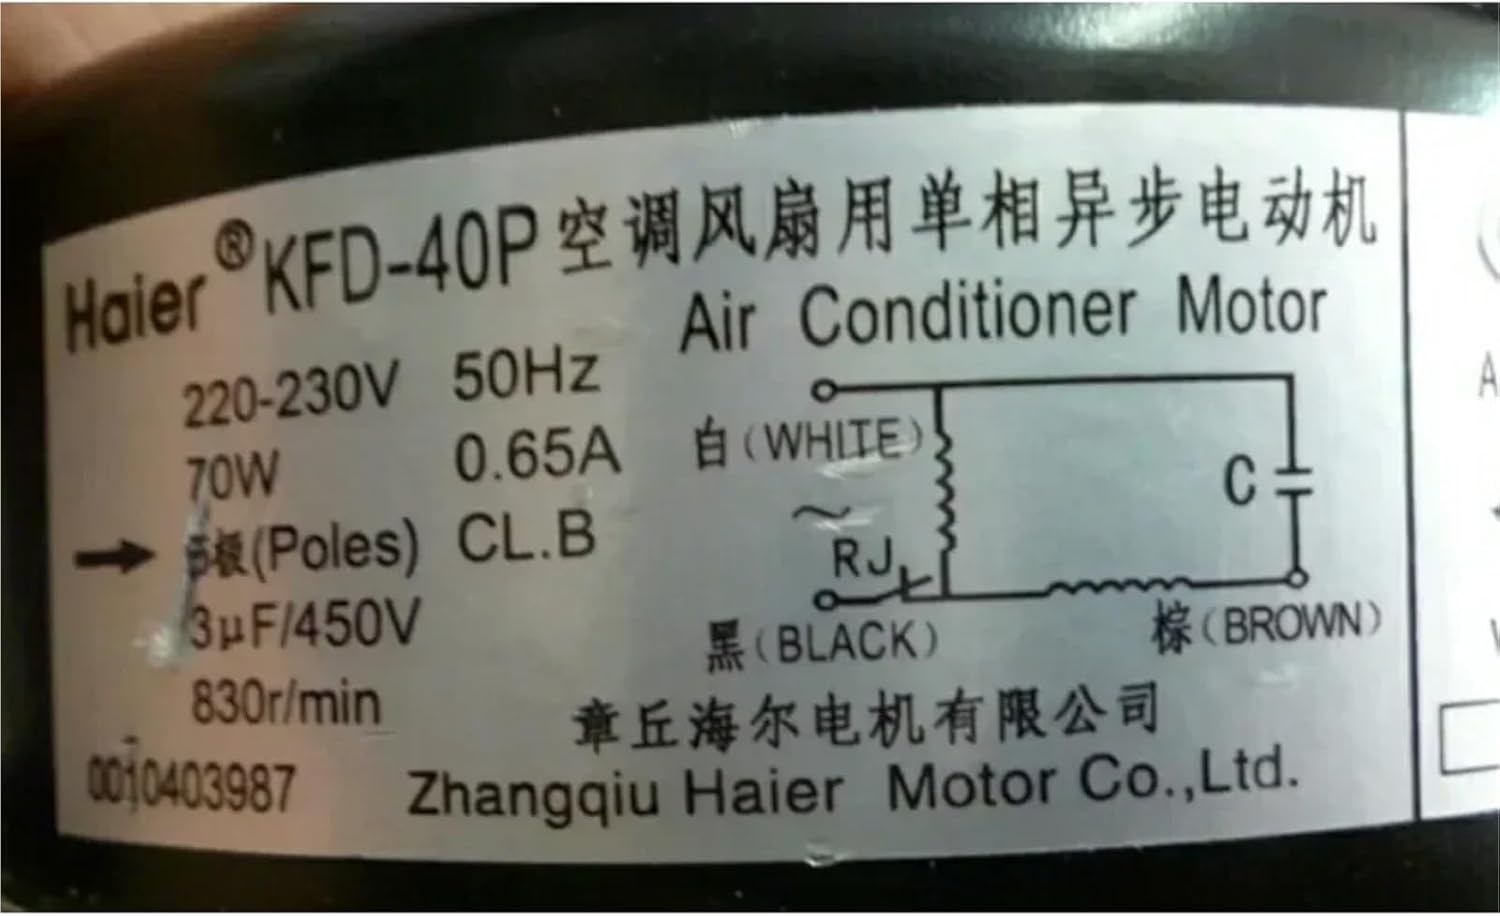 Haier® KFD-40P 空调风扇用单相异步电动机
Air Conditioner Motor
220-230V 50Hz
70W 0.65A
极(Poles) CL.B
3μF/450V
830r/min
白(WHITE)
~
RJ
黑(BLACK)
C
棕(BROWN)
章丘海尔电机有限公司
0010403987 Zhangqiu Haier Motor Co.,Ltd.
A